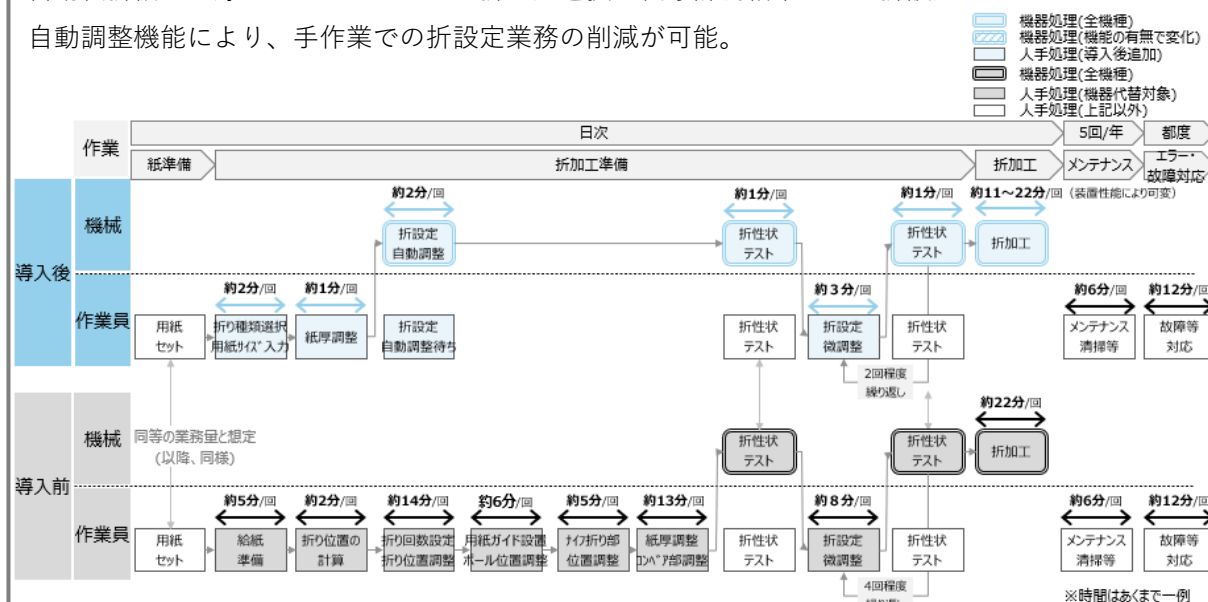 自動調整機能により、手作業での折設定業務の削減が可能。
機器処理(全機種)
機器処理(機能の有無で変化)
人手処理(導入後追加)
機器処理(全機種)
人手処理(機器代替対象)
人手処理(上記以外)
作業
日次
5回/年
都度
紙準備
折加工準備
折加工
メンテナンス
エラー・
故障対応
導入後
機械
約2分/回
約1分/回
約1分/回
約11～22分/回 (装置性能により可変)
折設定
自動調整
折性状
テスト
折性状
テスト
折加工
作業員
約2分/回
約1分/回
約3分/回
約6分/回
約12分/回
用紙
セット
折り種類選択
用紙ｻｲｽﾞ入力
紙厚調整
折設定
自動調整待ち
折性状
テスト
折設定
微調整
折性状
テスト
メンテナンス
清掃等
故障等
対応
2回程度
繰り返し
導入前
機械
同等の業務量と想定
(以降、同様)
約22分/回
折性状
テスト
折性状
テスト
折加工
作業員
約5分/回
約2分/回
約14分/回
約6分/回
約5分/回
約13分/回
約8分/回
約6分/回
約12分/回
用紙
セット
給紙
準備
折り位置の
計算
折り回数設定
折り位置調整
用紙ガイド設置
ボール位置調整
ﾅｲﾌ折り部
位置調整
紙厚調整
ｺﾝﾍﾞｱ部調整
折性状
テスト
折設定
微調整
折性状
テスト
メンテナンス
清掃等
故障等
対応
4回程度
※時間はあくまで一例